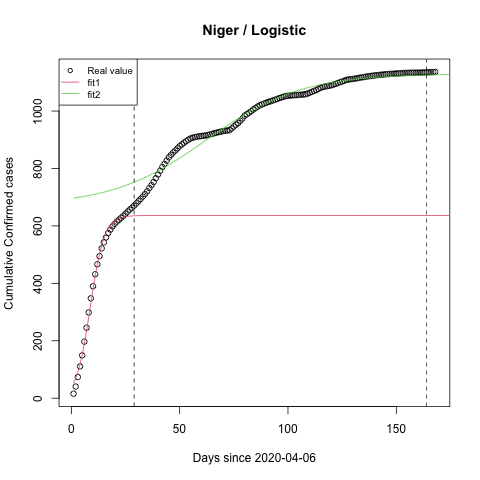 Niger / Logistic
Real value
fit1
fit2
Cumulative Confirmed cases
0
200
400
600
800
1000
0 50 100 150
Days since 2020-04-06